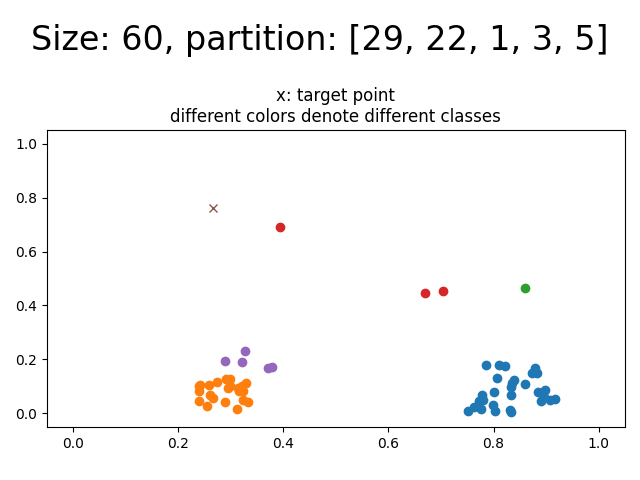 Size: 60, partition: [29, 22, 1, 3, 5]
x: target point
different colors denote different classes
1.0
0.8
0.6
0.4
0.2
0.0
0.0 0.2 0.4 0.6 0.8 1.0